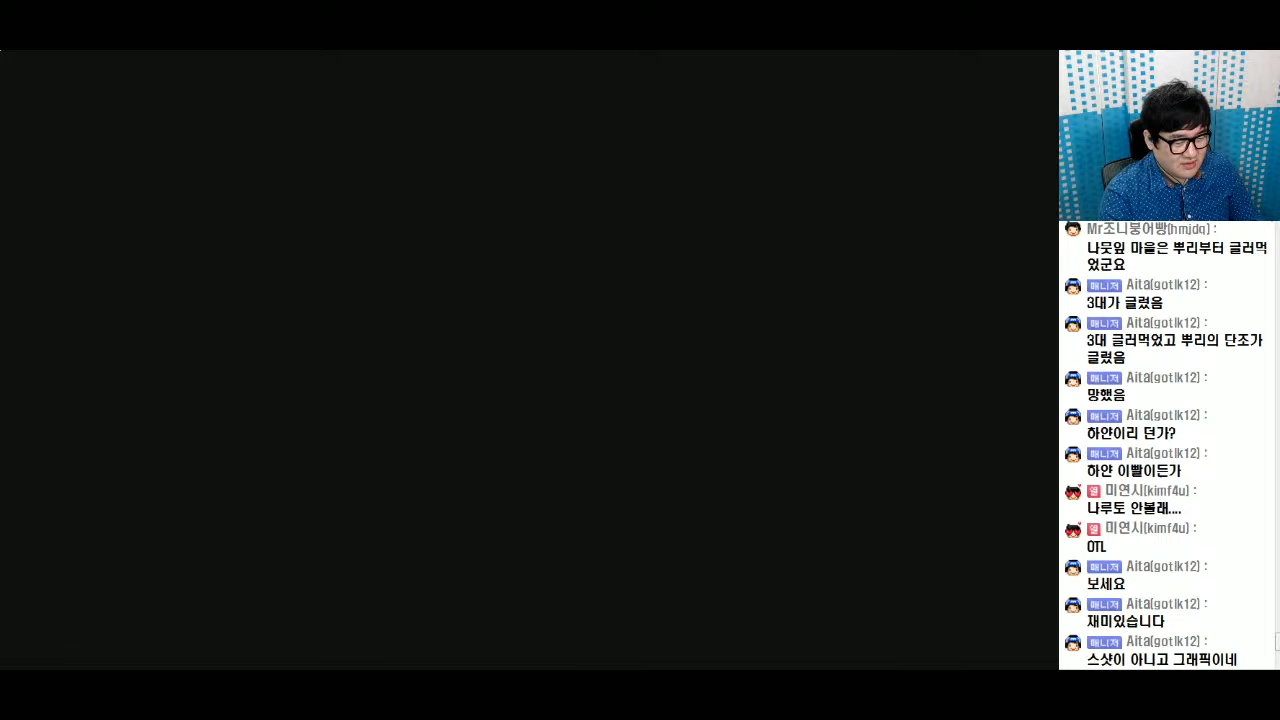 Mr조니붕어빵(hmjdq) :
나뭇잎 마을은 뿌리부터 글러먹
었군요
매니저 Aita(gotlk12) :
3대가 글렀음
매니저 Aita(gotlk12) :
3대 글러먹었고 뿌리의 단조가
글렀음
매니저 Aita(gotlk12) :
망했음
매니저 Aita(gotlk12) :
하얀이리 던가?
매니저 Aita(gotlk12) :
하얀 이빨이든가
열 미연시(kimf4u) :
나루토 안볼래....
열 미연시(kimf4u) :
OTL
매니저 Aita(gotlk12) :
보세요
매니저 Aita(gotlk12) :
재미있습니다
매니저 Aita(gotlk12) :
스샷이 아니고 그래픽이네